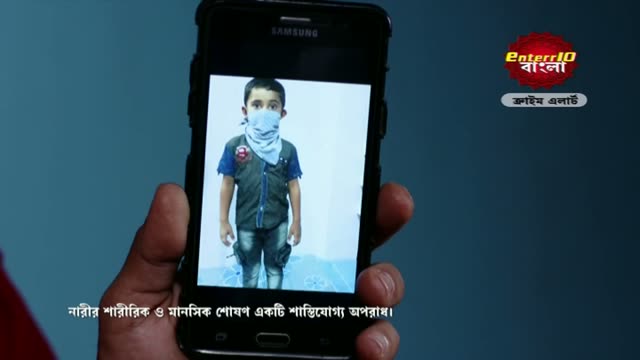 SAMSUNG
enterr10
বাংলা
ক্রাইম এলার্ট
নারীর শারীরিক ও মানসিক শোষণ একটি শাস্তিযোগ্য অপরাধ।